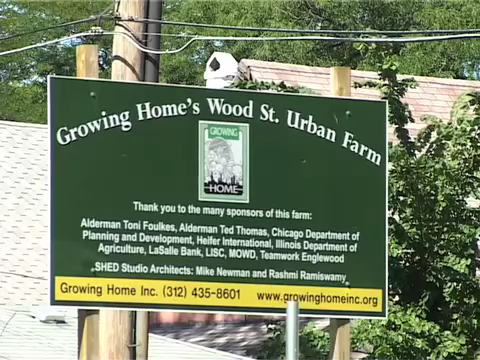 Growing Home's Wood St. Urban Farm
GROWING
HOME
Thank you to the many sponsors of this farm:
Alderman Toni Foulkes, Alderman Ted Thomas, Chicago Department of
Planning and Development, Heifer International, Illinois Department of
Agriculture, LaSalle Bank, LISC, MOWD, Teamwork Englewood
SHED Studio Architects: Mike Newman and Rashmi Ramiswamy
Growing Home Inc. (312) 435-8601 www.growinghomeinc.org